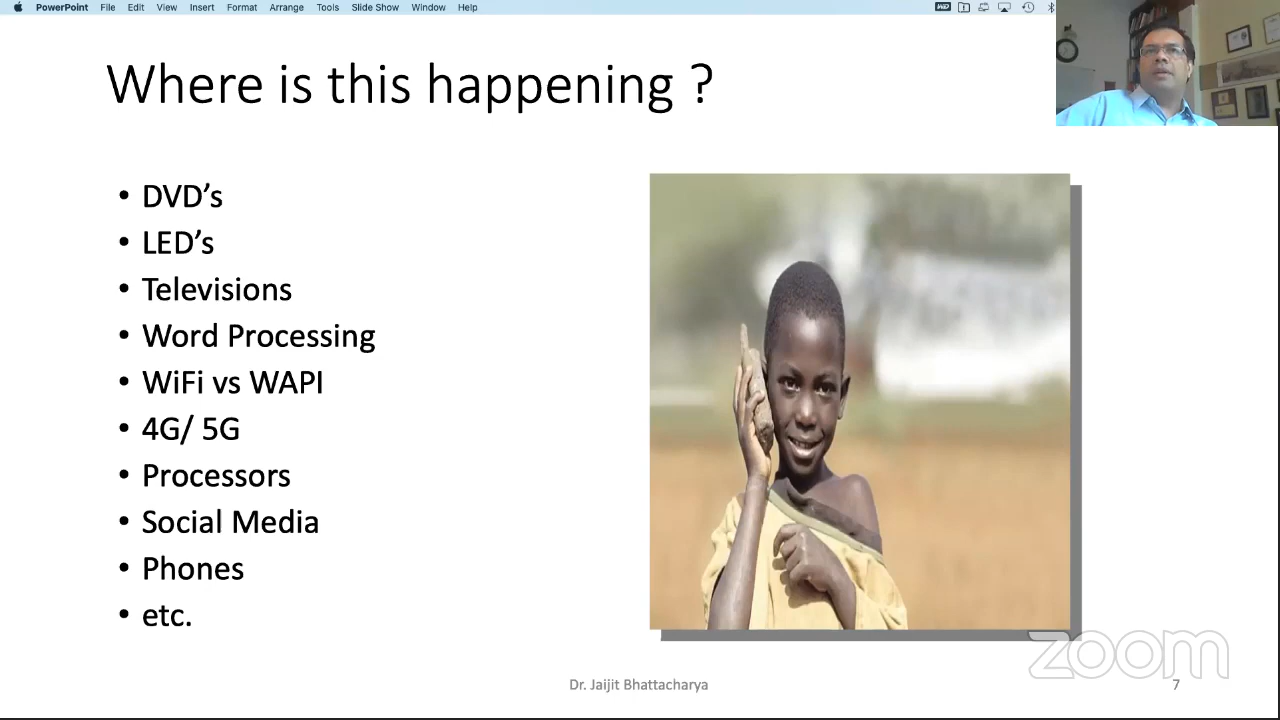 PowerPoint File Edit View Insert Format Arrange Tools Slide Show Window Help
Where is this happening ?
• DVD’s
• LED’s
• Televisions
• Word Processing
• WiFi vs WAPI
• 4G/ 5G
• Processors
• Social Media
• Phones
• etc.
zoom
Dr. Jaijit Bhattacharya
7